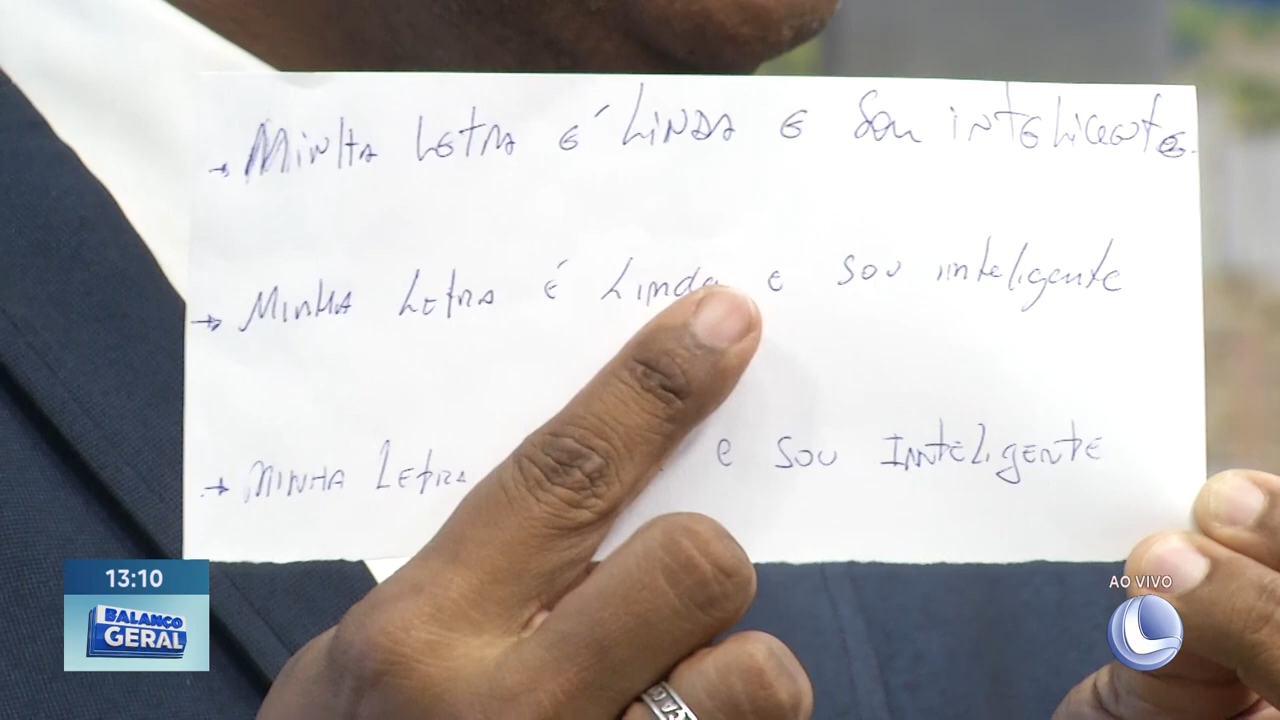 → Minha Letra é Linda e Sou inteligente.
→ Minha Letra é Linda e sou inteligente
→ Minha Letra e sou Inteligente
13:10
BALANÇO
GERAL
AO VIVO